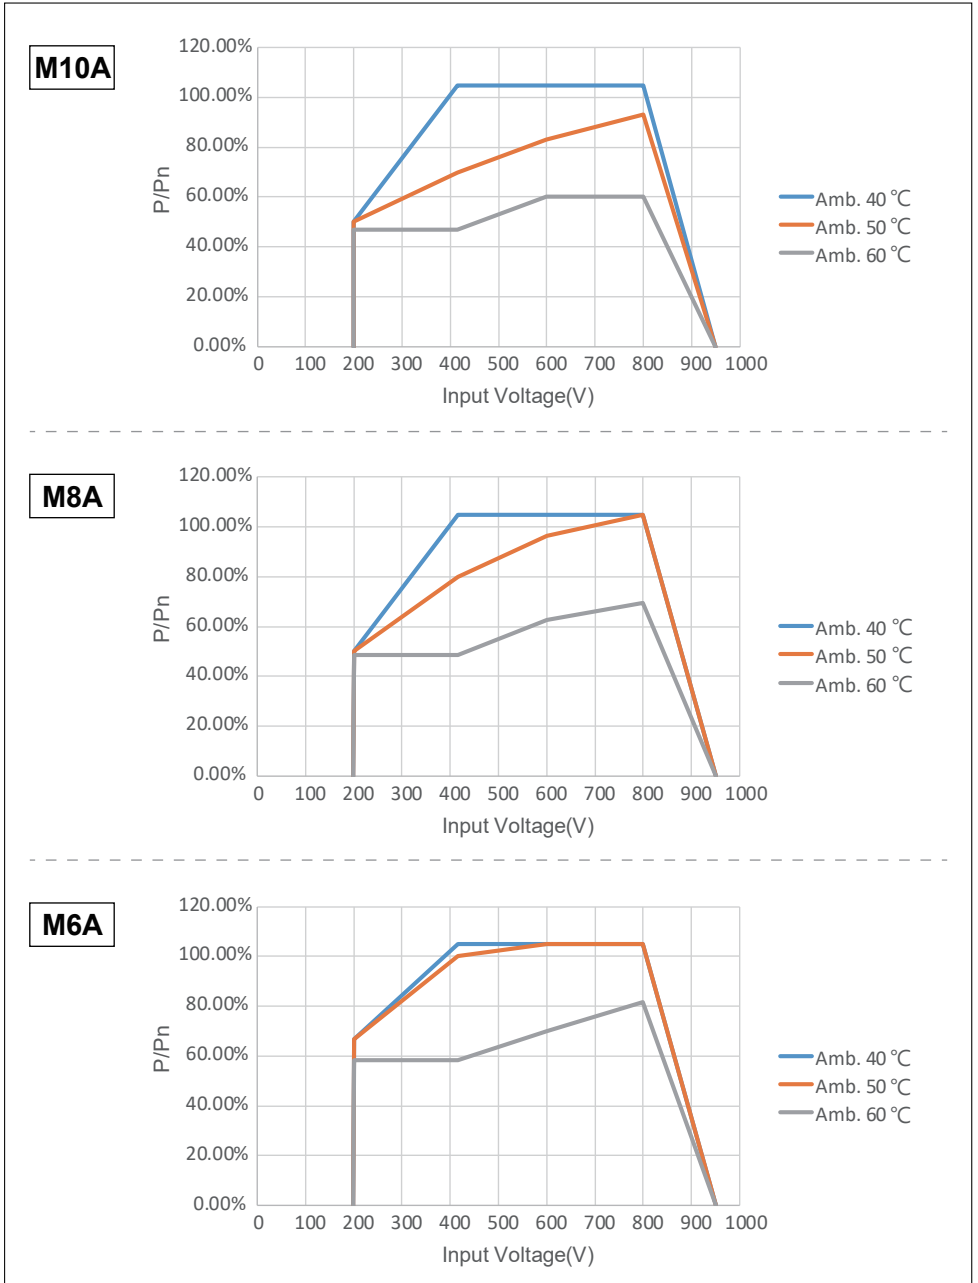 M10A
120.00%
100.00%
80.00%
60.00%
40.00%
20.00%
0.00%
P/Pn
0 100 200 300 400 500 600 700 800 900 1000
Input Voltage(V)
Amb. 40 ℃
Amb. 50 ℃
Amb. 60 ℃
M8A
120.00%
100.00%
80.00%
60.00%
40.00%
20.00%
0.00%
P/Pn
0 100 200 300 400 500 600 700 800 900 1000
Input Voltage(V)
Amb. 40 ℃
Amb. 50 ℃
Amb. 60 ℃
M6A
120.00%
100.00%
80.00%
60.00%
40.00%
20.00%
0.00%
P/Pn
0 100 200 300 400 500 600 700 800 900 1000
Input Voltage(V)
Amb. 40 ℃
Amb. 50 ℃
Amb. 60 ℃